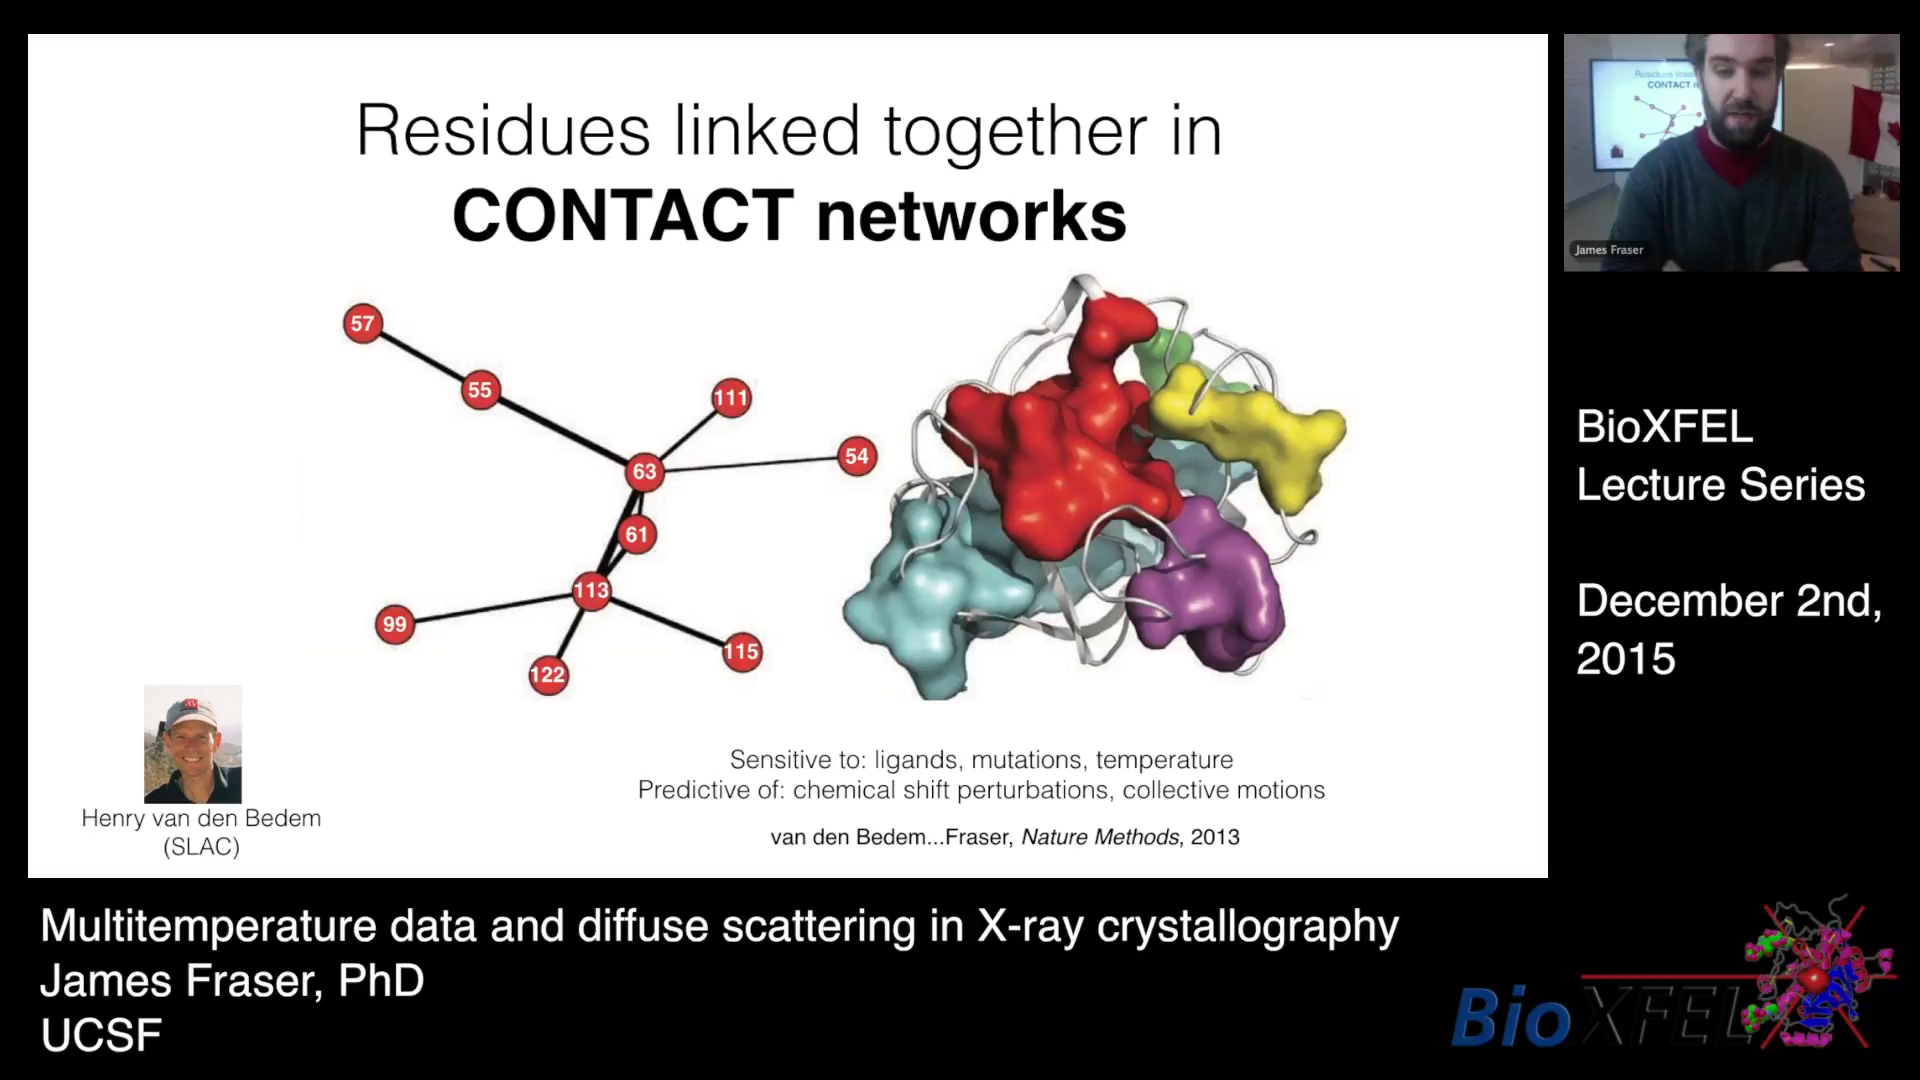 Residues linked together in
CONTACT networks
57
55
111
63
54
61
113
99
115
122
Henry van den Bedem
(SLAC)
Sensitive to: ligands, mutations, temperature
Predictive of: chemical shift perturbations, collective motions
van den Bedem...Fraser, Nature Methods, 2013
CONTACT
James Fraser
BioXFEL
Lecture Series
December 2nd,
2015
Multitemperature data and diffuse scattering in X-ray crystallography
James Fraser, PhD
UCSF
BioXFEL